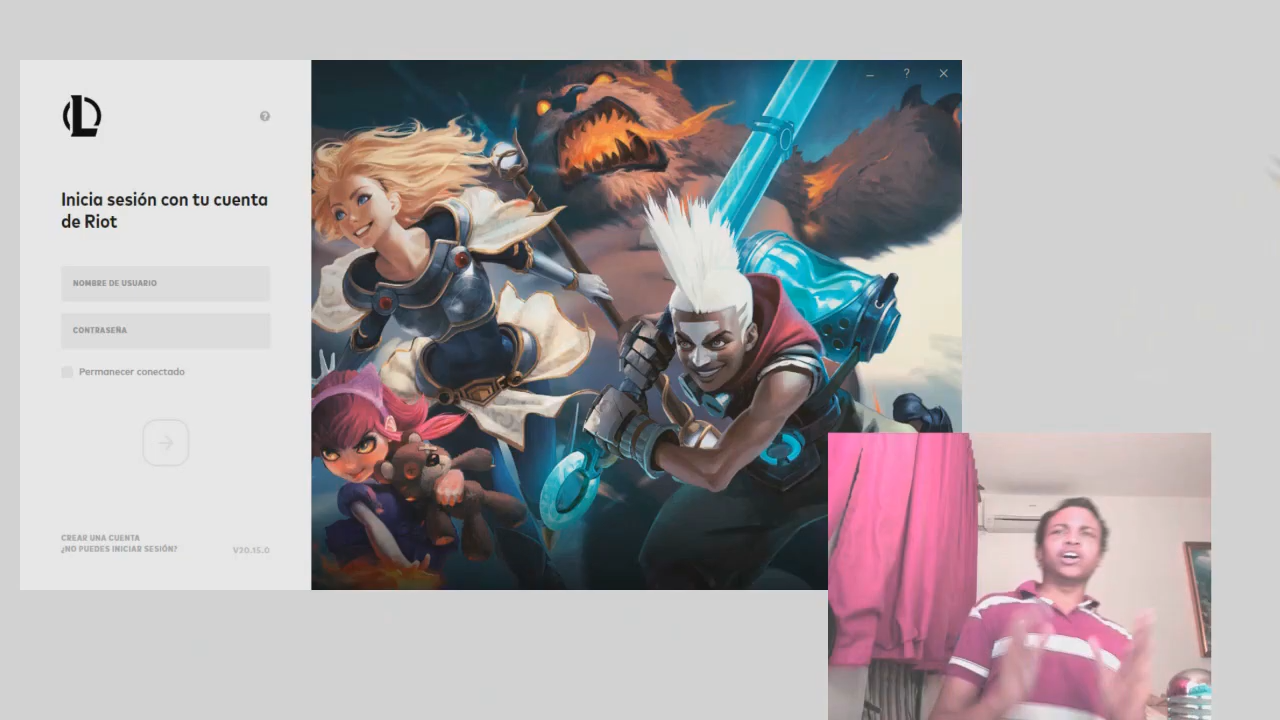 Inicia sesión con tu cuenta
de Riot
NOMBRE DE USUARIO
CONTRASEÑA
Permanecer conectado
CREAR UNA CUENTA
¿NO PUEDES INICIAR SESIÓN?
V30.15.0